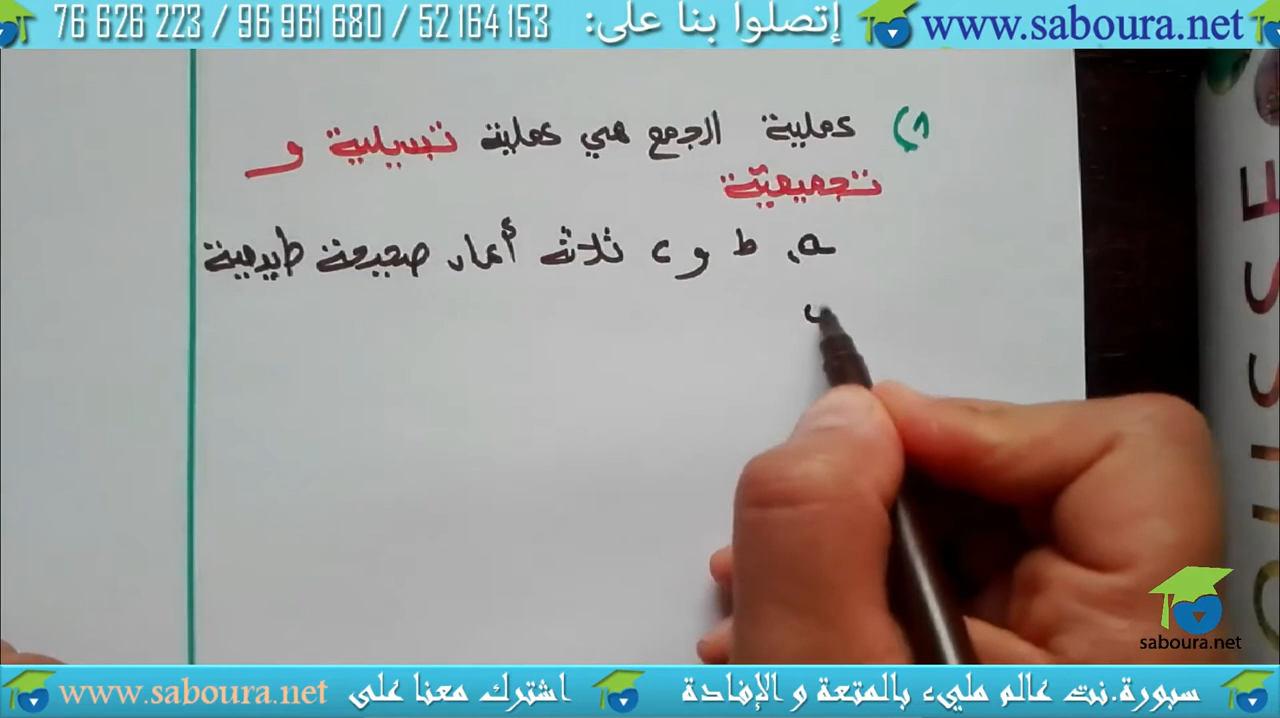 إتصلوا بنا على: 76 626 223 / 96 961 680 / 52 164 153
www.saboura.net
1) عملية الجمع هي عملية تبديلية و
تجميعيّة
a، b و c ثلاثة أعداد صحيحة طبيعية
OUSSE
saboura.net
سبورة.نت عالم مليء بالمتعة و الإفادة
اشترك معنا على www.saboura.net